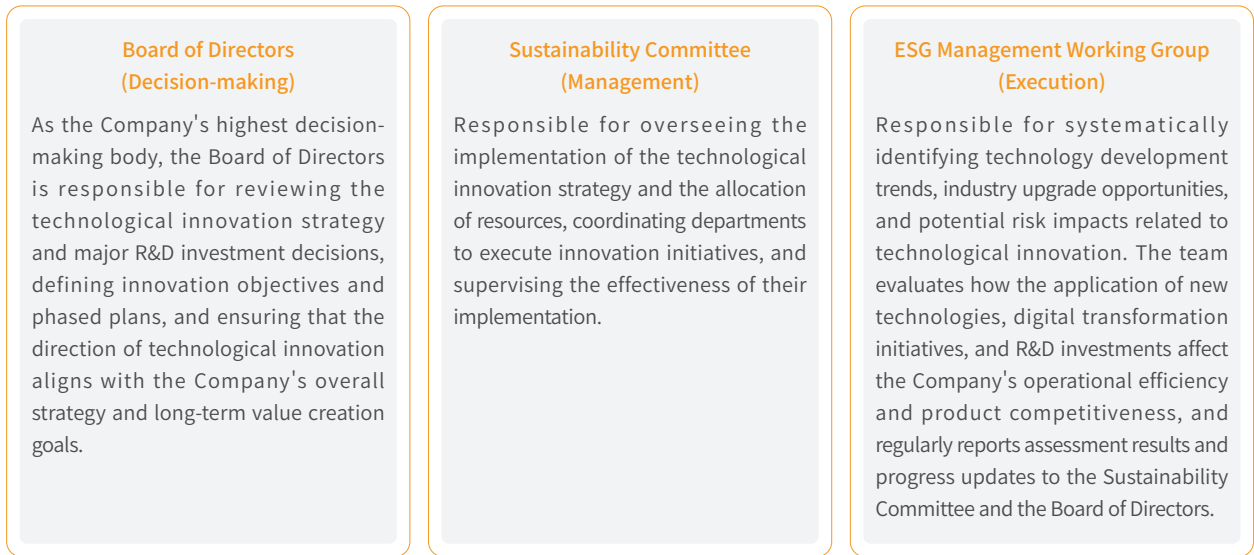 Board of Directors
(Decision-making)
As the Company's highest decision-
making body, the Board of Directors
is responsible for reviewing the
technological innovation strategy
and major R&D investment decisions,
defining innovation objectives and
phased plans, and ensuring that the
direction of technological innovation
aligns with the Company's overall
strategy and long-term value creation
goals.
Sustainability Committee
(Management)
Responsible for overseeing the
implementation of the technological
innovation strategy and the allocation
of resources, coordinating departments
to execute innovation initiatives, and
supervising the effectiveness of their
implementation.
ESG Management Working Group
(Execution)
Responsible for systematically
identifying technology development
trends, industry upgrade opportunities,
and potential risk impacts related to
technological innovation. The team
evaluates how the application of new
technologies, digital transformation
initiatives, and R&D investments affect
the Company's operational efficiency
and product competitiveness, and
regularly reports assessment results and
progress updates to the Sustainability
Committee and the Board of Directors.